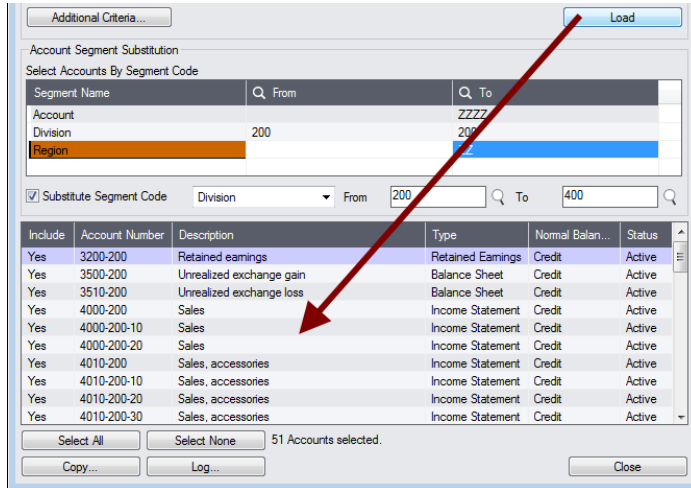 Additional Criteria... Load
Account Segment Substitution
Select Accounts By Segment Code
Segment Name From To
Account ZZZZ
Division 200 200
Region ZZ
Substitute Segment Code Division From 200 To 400
Include Account Number Description Type Normal Balan... Status
Yes 3200-200 Retained earnings Retained Earnings Credit Active
Yes 3500-200 Unrealized exchange gain Balance Sheet Credit Active
Yes 3510-200 Unrealized exchange loss Balance Sheet Credit Active
Yes 4000-200 Sales Income Statement Credit Active
Yes 4000-200-10 Sales Income Statement Credit Active
Yes 4000-200-20 Sales Income Statement Credit Active
Yes 4010-200 Sales, accessories Income Statement Credit Active
Yes 4010-200-10 Sales, accessories Income Statement Credit Active
Yes 4010-200-20 Sales, accessories Income Statement Credit Active
Yes 4010-200-30 Sales, accessories Income Statement Credit Active
Select All Select None 51 Accounts selected.
Copy... Log... Close